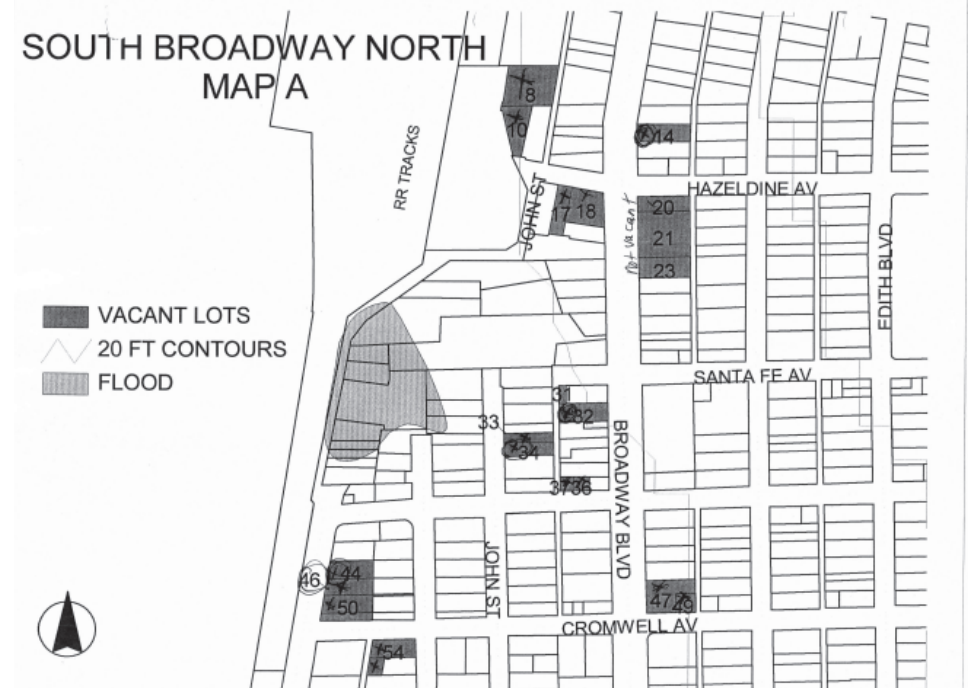 SOUTH BROADWAY NORTH
MAP A
8
10
14
RR TRACKS
JOHN ST
HAZELDINE AV
17 18
not vacant
20
21
23
EDITH BLVD
VACANT LOTS
20 FT CONTOURS
FLOOD
SANTA FE AV
31
32
33
34
37 36
BROADWAY BLVD
JOHN ST
46
44
50
47
49
CROMWELL AV
54